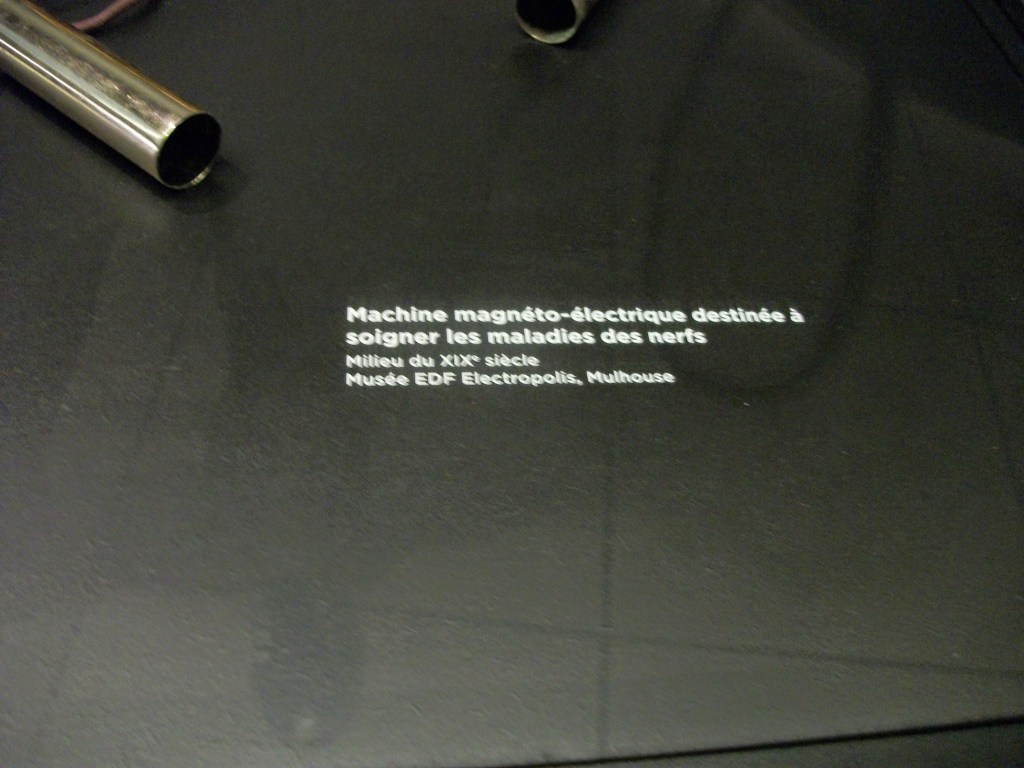 Machine magnéto-électrique destinée à
soigner les maladies des nerfs
Milieu du XIXᵉ siècle
Musée EDF Electropolis, Mulhouse